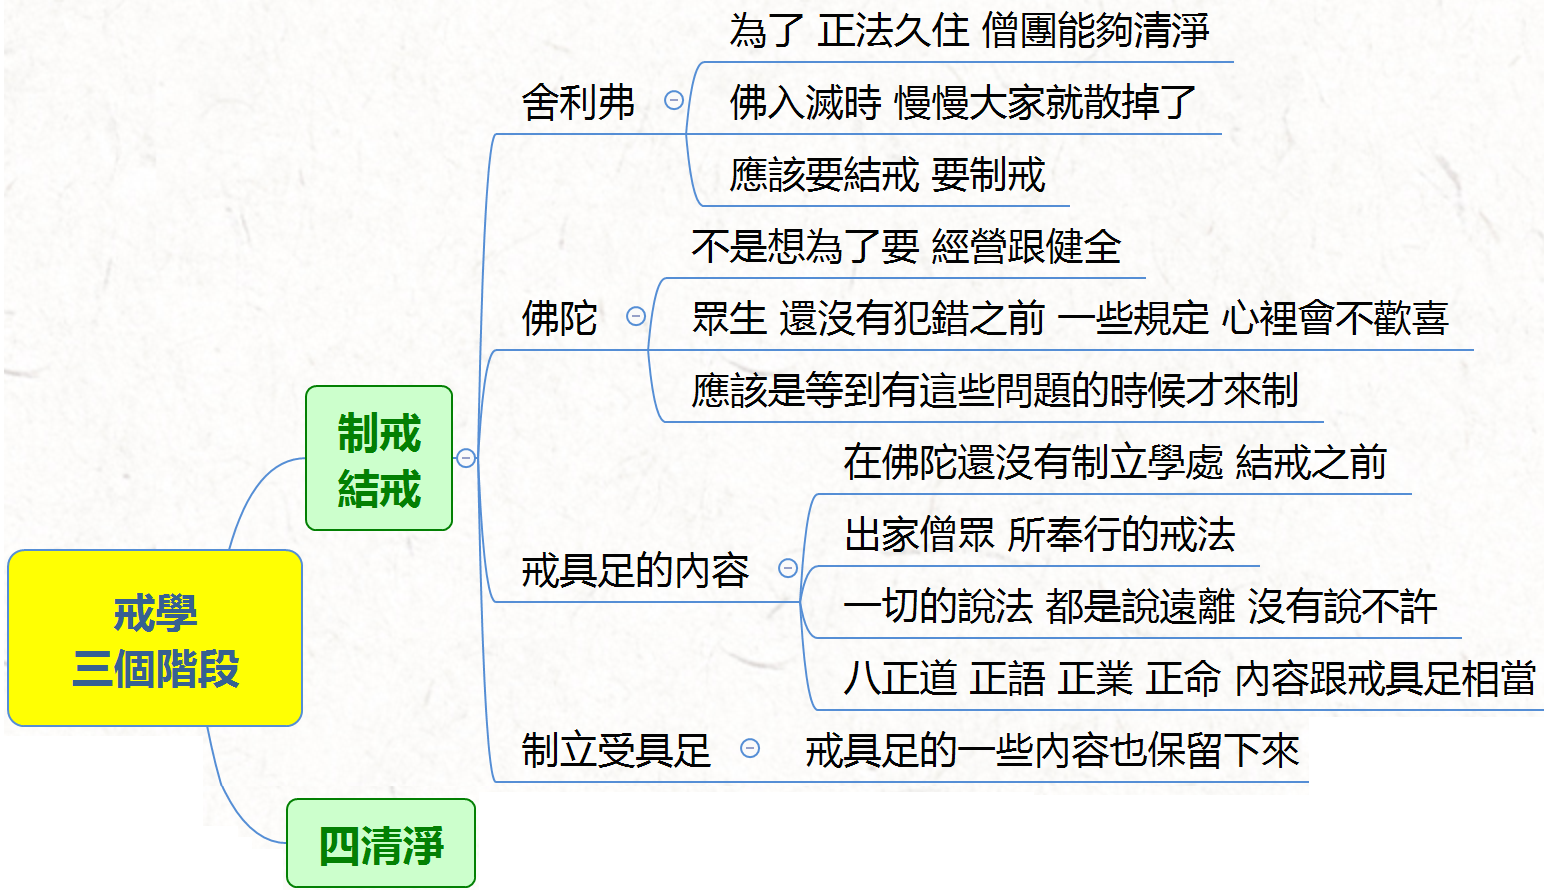 戒學
三個階段
制戒
結戒
舍利弗
為了 正法久住 僧團能夠清淨
佛入滅時 慢慢大家就散掉了
應該要結戒 要制戒
佛陀
不是想為了要 經營跟健全
眾生 還沒有犯錯之前 一些規定 心裡會不歡喜
應該是等到有這些問題的時候才來制
戒具足的內容
在佛陀還沒有制立學處 結戒之前
出家僧眾 所奉行的戒法
一切的說法 都是說遠離 沒有說不許
八正道 正語 正業 正命 內容跟戒具足相當
制立受具足
戒具足的一些內容也保留下來
四清淨